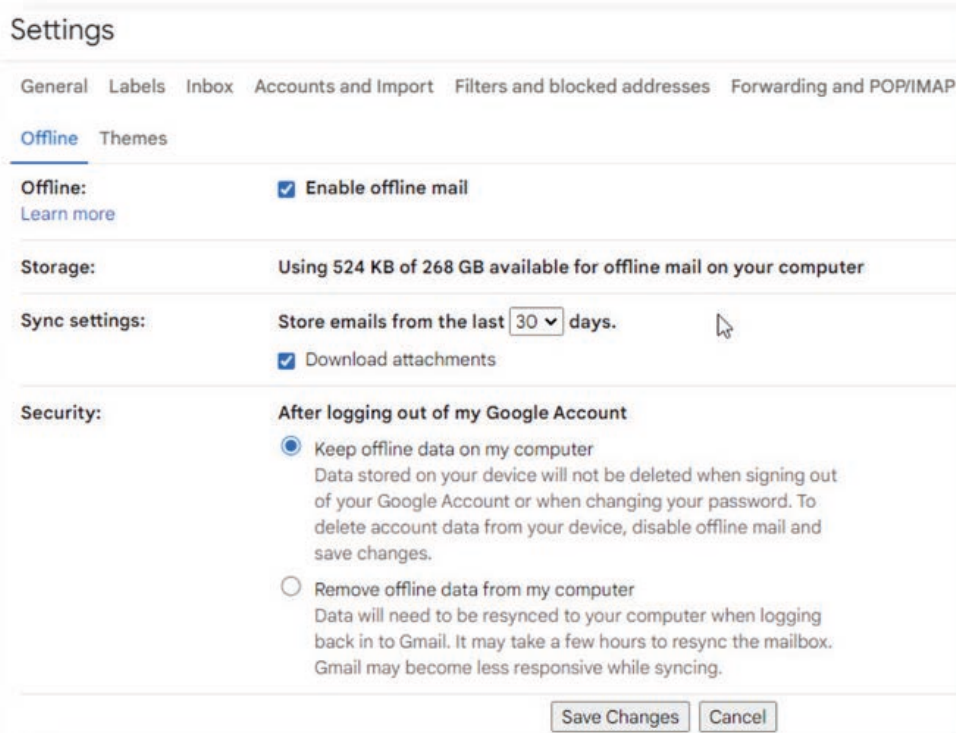 Settings
General Labels Inbox Accounts and Import Filters and blocked addresses Forwarding and POP/IMAP
Offline Themes
Offline: Enable offline mail
Learn more
Storage: Using 524 KB of 268 GB available for offline mail on your computer
Sync settings: Store emails from the last 30 days.
Download attachments
Security: After logging out of my Google Account
Keep offline data on my computer
Data stored on your device will not be deleted when signing out
of your Google Account or when changing your password. To
delete account data from your device, disable offline mail and
save changes.
Remove offline data from my computer
Data will need to be resynced to your computer when logging
back in to Gmail. It may take a few hours to resync the mailbox.
Gmail may become less responsive while syncing.
Save Changes Cancel